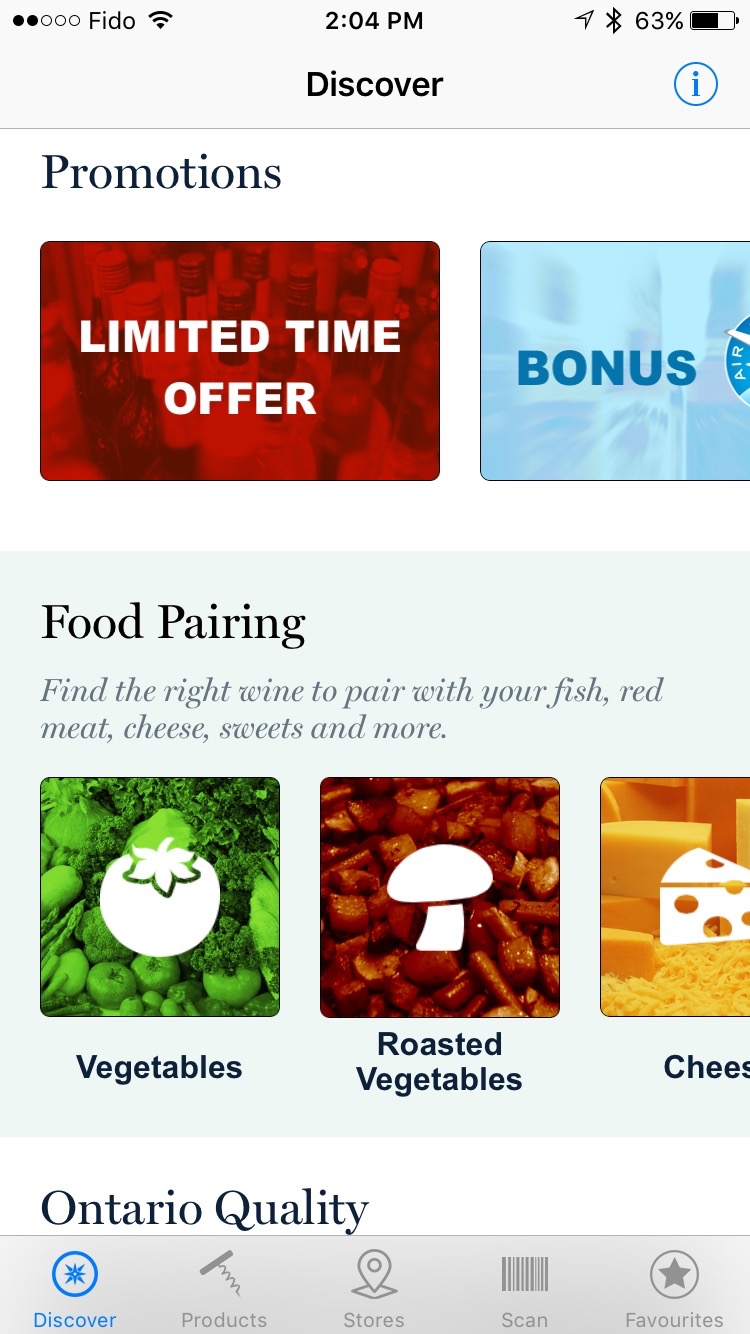 Fido
2:04 PM
63%
Discover
i
Promotions
LIMITED TIME
OFFER
BONUS
AIR
Food Pairing
Find the right wine to pair with your fish, red
meat, cheese, sweets and more.
Vegetables
Roasted
Vegetables
Chees
Ontario Quality
Discover
Products
Stores
Scan
Favourites